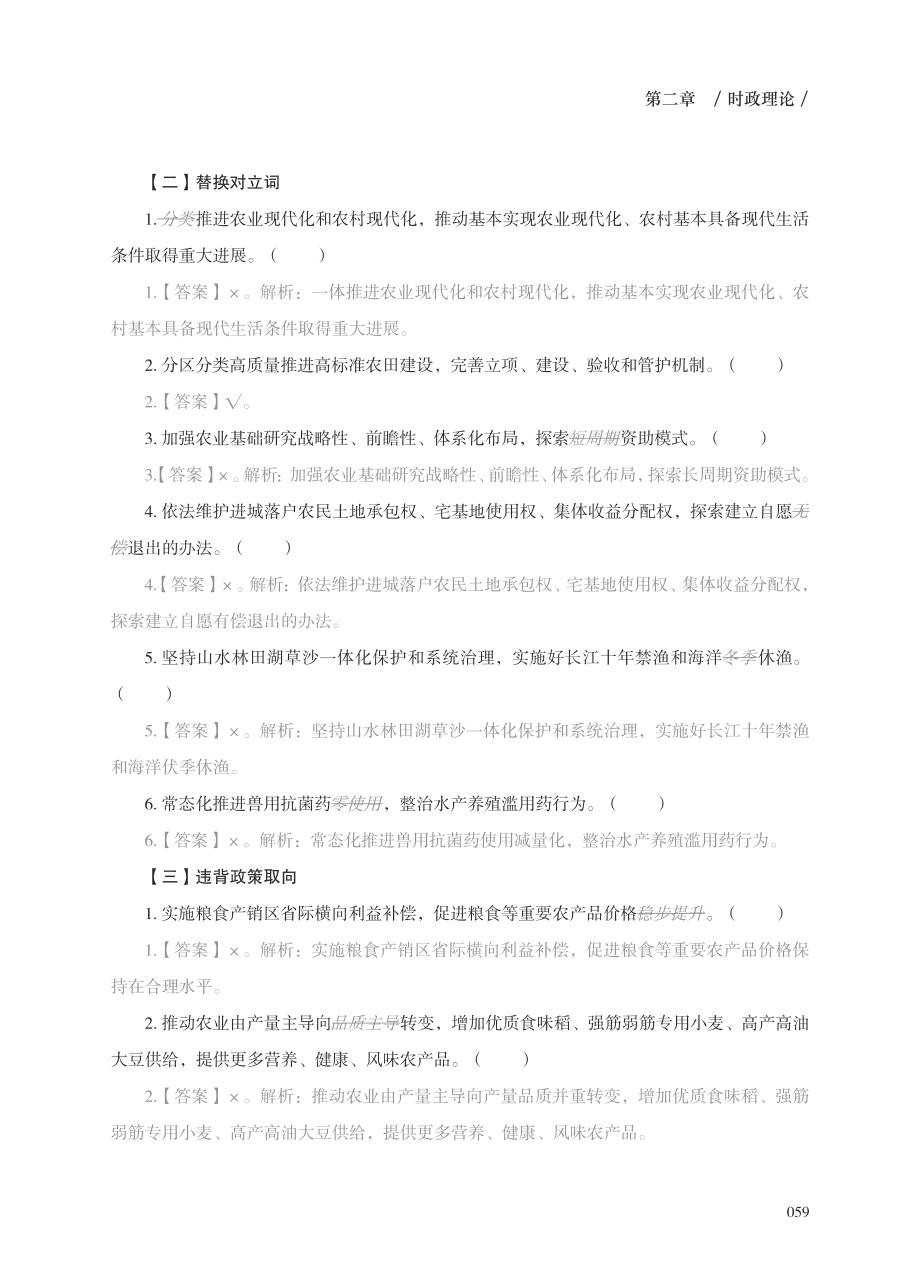 第二章 / 时政理论 /
【二】替换对立词
1. 分类推进农业现代化和农村现代化，推动基本实现农业现代化、农村基本具备现代生活
条件取得重大进展。（　　）
1.【答案】×。解析：一体推进农业现代化和农村现代化，推动基本实现农业现代化、农
村基本具备现代生活条件取得重大进展。
2. 分区分类高质量推进高标准农田建设，完善立项、建设、验收和管护机制。（　　）
2.【答案】√。
3. 加强农业基础研究战略性、前瞻性、体系化布局，探索短周期资助模式。（　　）
3.【答案】×。解析：加强农业基础研究战略性、前瞻性、体系化布局，探索长周期资助模式。
4. 依法维护进城落户农民土地承包权、宅基地使用权、集体收益分配权，探索建立自愿无
偿退出的办法。（　　）
4.【答案】×。解析：依法维护进城落户农民土地承包权、宅基地使用权、集体收益分配权，
探索建立自愿有偿退出的办法。
5. 坚持山水林田湖草沙一体化保护和系统治理，实施好长江十年禁渔和海洋冬季休渔。
（　　）
5.【答案】×。解析：坚持山水林田湖草沙一体化保护和系统治理，实施好长江十年禁渔
和海洋伏季休渔。
6. 常态化推进兽用抗菌药零使用，整治水产养殖滥用药行为。（　　）
6.【答案】×。解析：常态化推进兽用抗菌药使用减量化，整治水产养殖滥用药行为。
【三】违背政策取向
1. 实施粮食产销区省际横向利益补偿，促进粮食等重要农产品价格稳步提升。（　　）
1.【答案】×。解析：实施粮食产销区省际横向利益补偿，促进粮食等重要农产品价格保
持在合理水平。
2. 推动农业由产量主导向品质主导转变，增加优质食味稻、强筋弱筋专用小麦、高产高油
大豆供给，提供更多营养、健康、风味农产品。（　　）
2.【答案】×。解析：推动农业由产量主导向产量品质并重转变，增加优质食味稻、强筋
弱筋专用小麦、高产高油大豆供给，提供更多营养、健康、风味农产品。
059